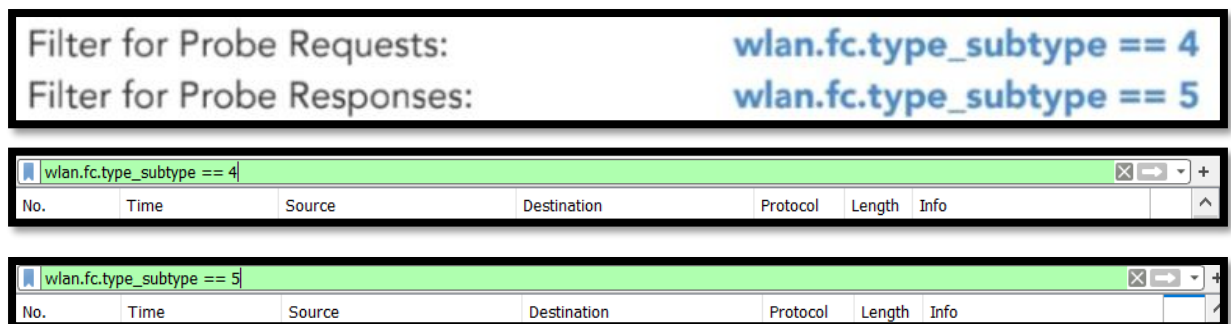 Filter for Probe Requests: wlan.fc.type_subtype == 4
Filter for Probe Responses: wlan.fc.type_subtype == 5
wlan.fc.type_subtype == 4
No. Time Source Destination Protocol Length Info
wlan.fc.type_subtype == 5
No. Time Source Destination Protocol Length Info